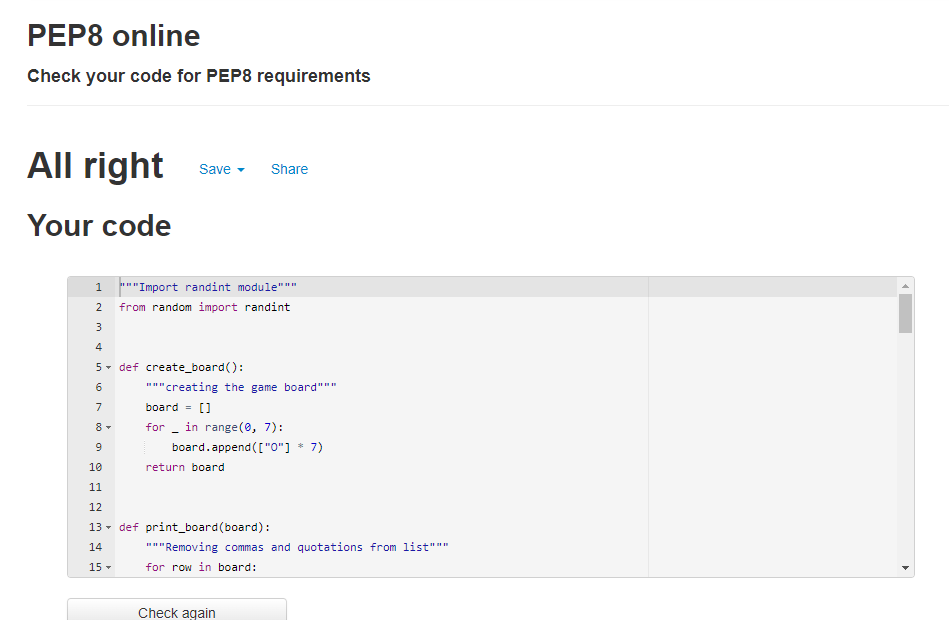 PEP8 online
Check your code for PEP8 requirements
All right Save Share
Your code
1 """Import randint module"""
2 from random import randint
3
4
5 def create_board():
6 """creating the game board"""
7 board = []
8 for _ in range(0, 7):
9 board.append(["O"] * 7)
10 return board
11
12
13 def print_board(board):
14 """Removing commas and quotations from list"""
15 for row in board:
Check again